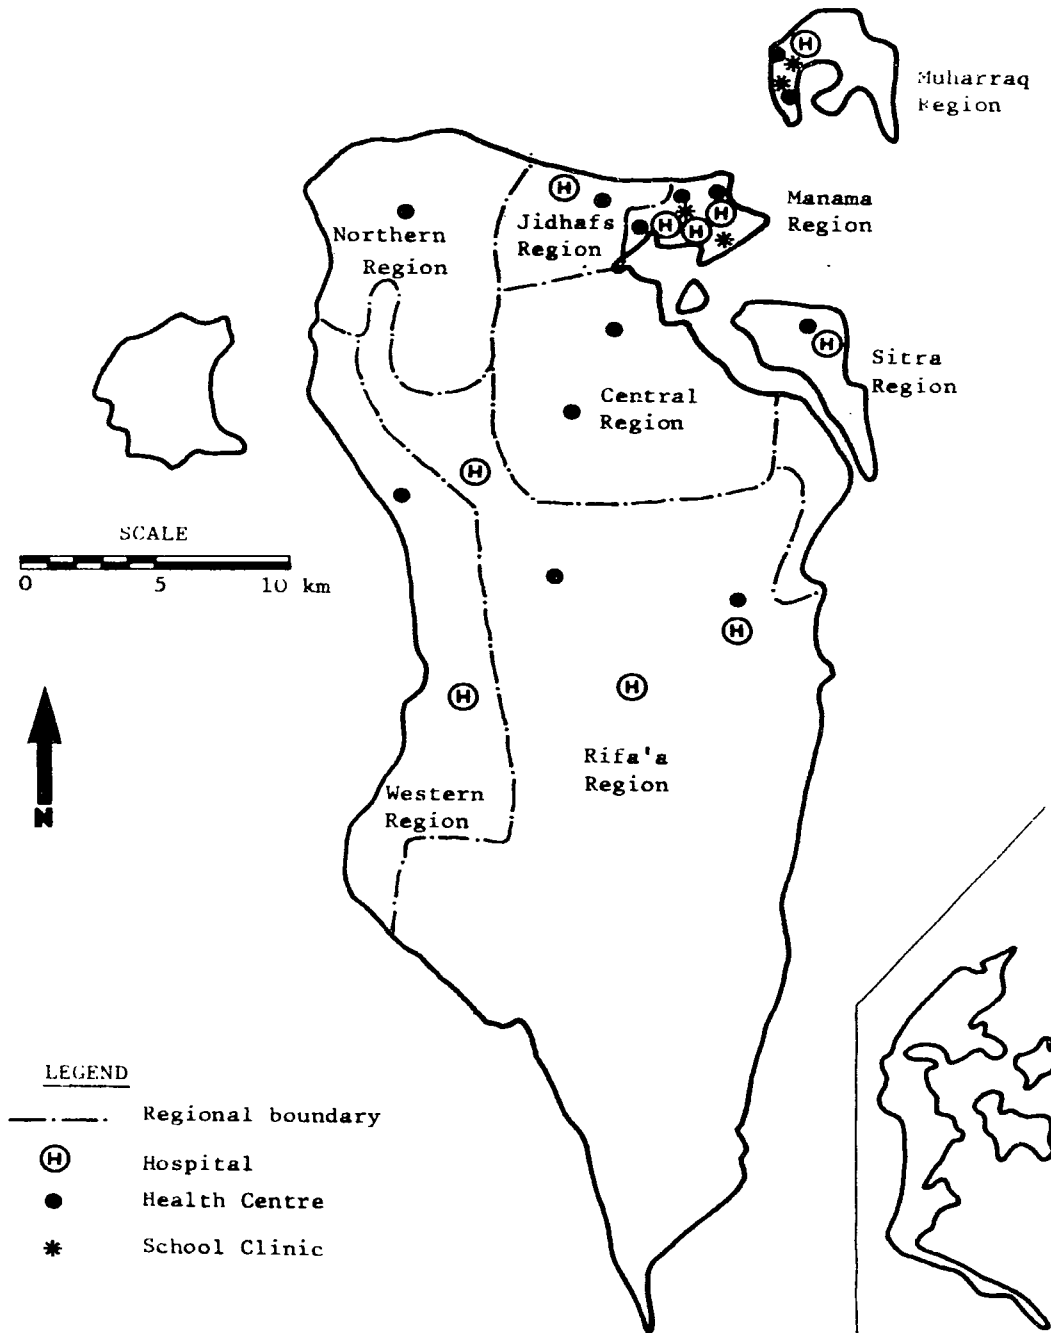 Muharraq
Region
Manama
Region
Jidhafs
Region
Northern
Region
Sitra
Region
Central
Region
SCALE
0 5 10 km
N
Rifa'a
Region
Western
Region
LEGEND
Regional boundary
H Hospital
Health Centre
School Clinic
H
H
H
H
H
H
H
H
H
H